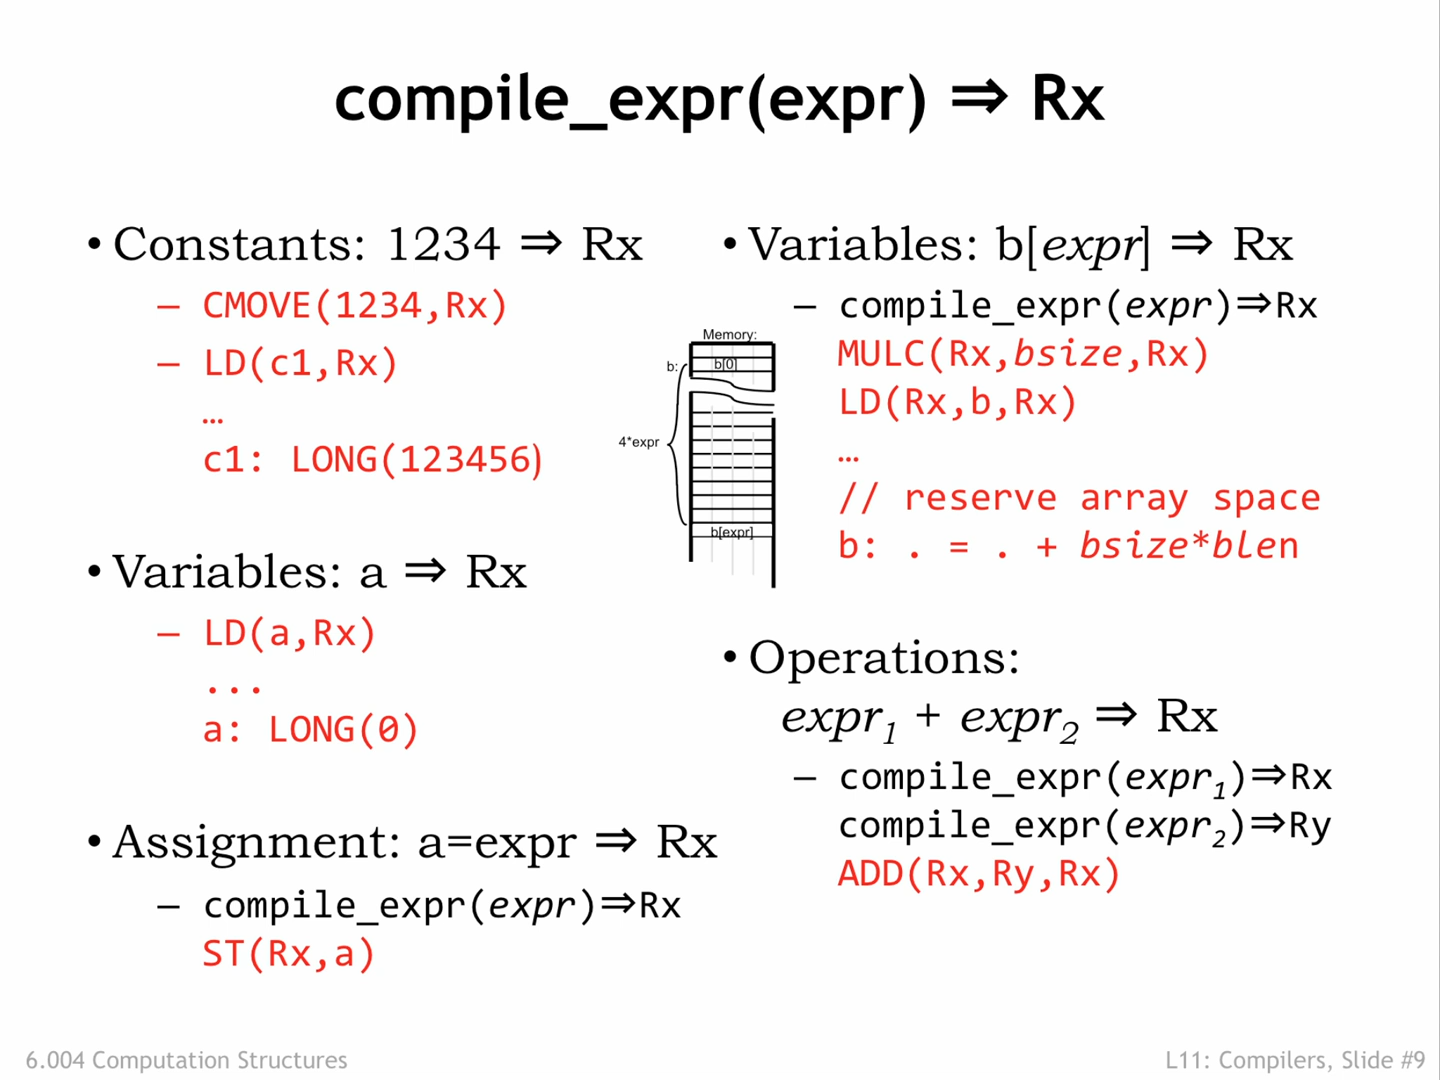 compile_expr(expr) ⇒ Rx
• Constants: 1234 ⇒ Rx
– CMOVE(1234,Rx)
– LD(c1,Rx)
…
c1: LONG(123456)
• Variables: a ⇒ Rx
– LD(a,Rx)
...
a: LONG(0)
• Assignment: a=expr ⇒ Rx
– compile_expr(expr)⇒Rx
ST(Rx,a)
Memory:
b:
b[0]
4*expr
b[expr]
• Variables: b[expr] ⇒ Rx
– compile_expr(expr)⇒Rx
MULC(Rx,bsize,Rx)
LD(Rx,b,Rx)
…
// reserve array space
b: . = . + bsize*blen
• Operations:
expr₁ + expr₂ ⇒ Rx
– compile_expr(expr₁)⇒Rx
compile_expr(expr₂)⇒Ry
ADD(Rx,Ry,Rx)
6.004 Computation Structures
L11: Compilers, Slide #9